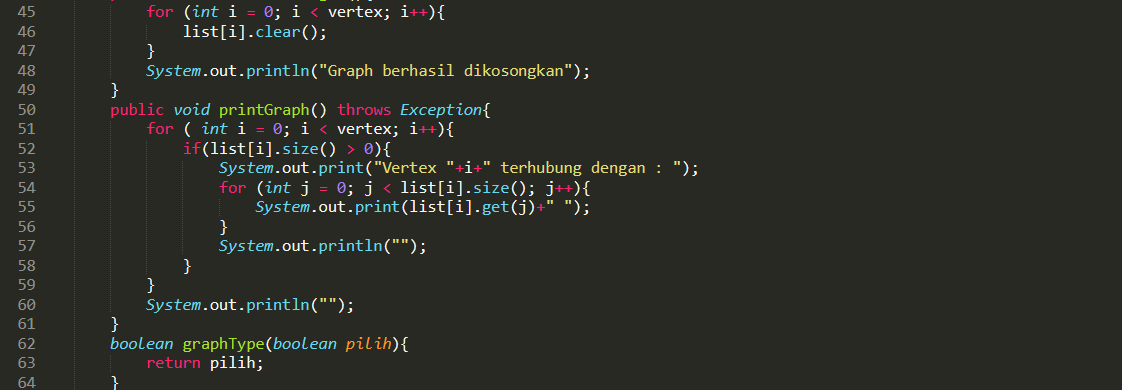 45 for (int i = 0; i < vertex; i++){
46 list[i].clear();
47 }
48 System.out.println("Graph berhasil dikosongkan");
49 }
50 public void printGraph() throws Exception{
51 for ( int i = 0; i < vertex; i++){
52 if(list[i].size() > 0){
53 System.out.print("Vertex "+i+" terhubung dengan : ");
54 for (int j = 0; j < list[i].size(); j++){
55 System.out.print(list[i].get(j)+" ");
56 }
57 System.out.println("");
58 }
59 }
60 System.out.println("");
61 }
62 boolean graphType(boolean pilih){
63 return pilih;
64 }